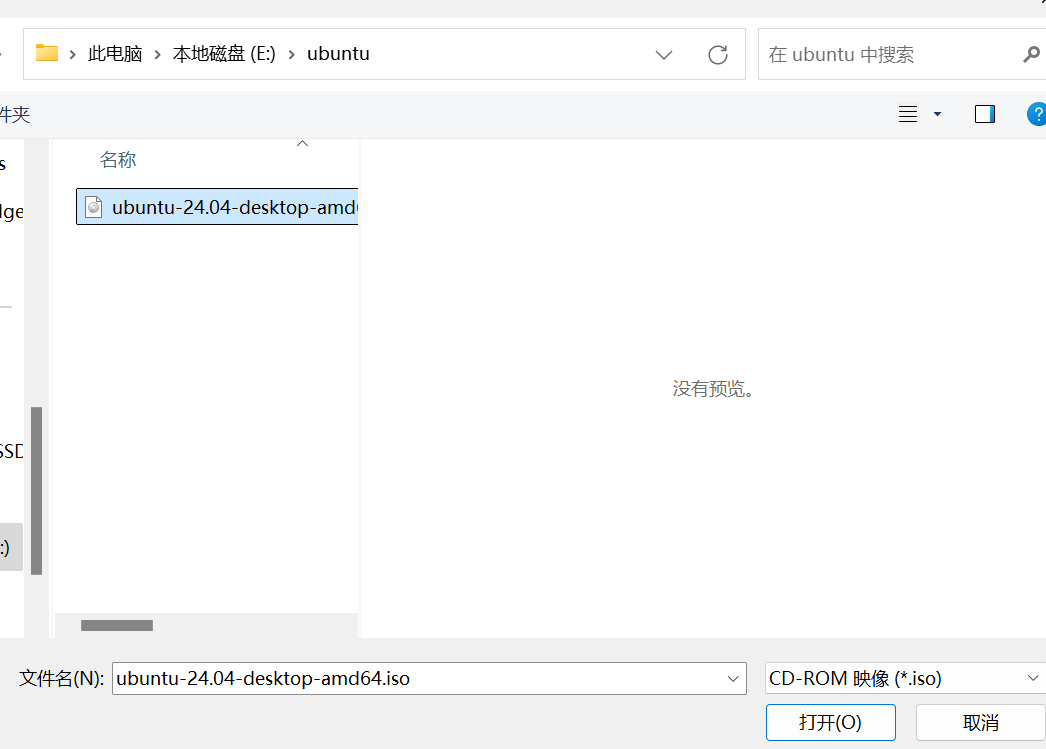 此电脑 > 本地磁盘 (E:) > ubuntu
在 ubuntu 中搜索
件夹
名称
ubuntu-24.04-desktop-amd
没有预览。
SSD
:)
文件名(N):
ubuntu-24.04-desktop-amd64.iso
CD-ROM 映像 (*.iso)
打开(O)
取消